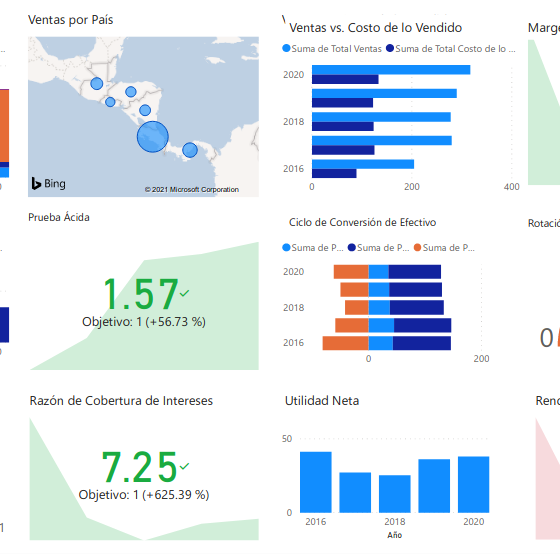 Ventas por País
Bing
© 2021 Microsoft Corporation
Ventas vs. Costo de lo Vendido
Suma de Total Ventas Suma de Total Costo de lo ...
2020
2018
2016
0 200 400
Marge
Prueba Ácida
1.57
Objetivo: 1 (+56.73 %)
Ciclo de Conversión de Efectivo
Suma de P... Suma de P... Suma de P...
2020
2018
2016
0 200
Rotació
0
Razón de Cobertura de Intereses
7.25
Objetivo: 1 (+625.39 %)
Utilidad Neta
50
0
2016 2018 2020
Año
Reno
1